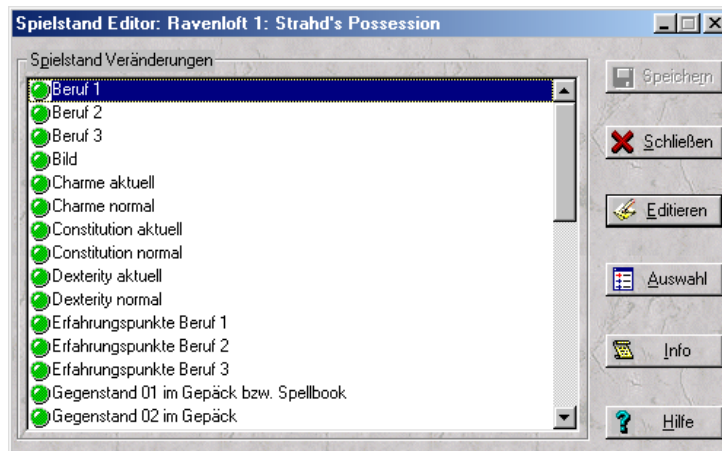 Spielstand Editor: Ravenloft 1: Strahd's Possession
Spielstand Veränderungen
Beruf 1
Beruf 2
Beruf 3
Bild
Charme aktuell
Charme normal
Constitution aktuell
Constitution normal
Dexterity aktuell
Dexterity normal
Erfahrungspunkte Beruf 1
Erfahrungspunkte Beruf 2
Erfahrungspunkte Beruf 3
Gegenstand 01 im Gepäck bzw. Spellbook
Gegenstand 02 im Gepäck
Speichern
Schließen
Editieren
Auswahl
Info
Hilfe